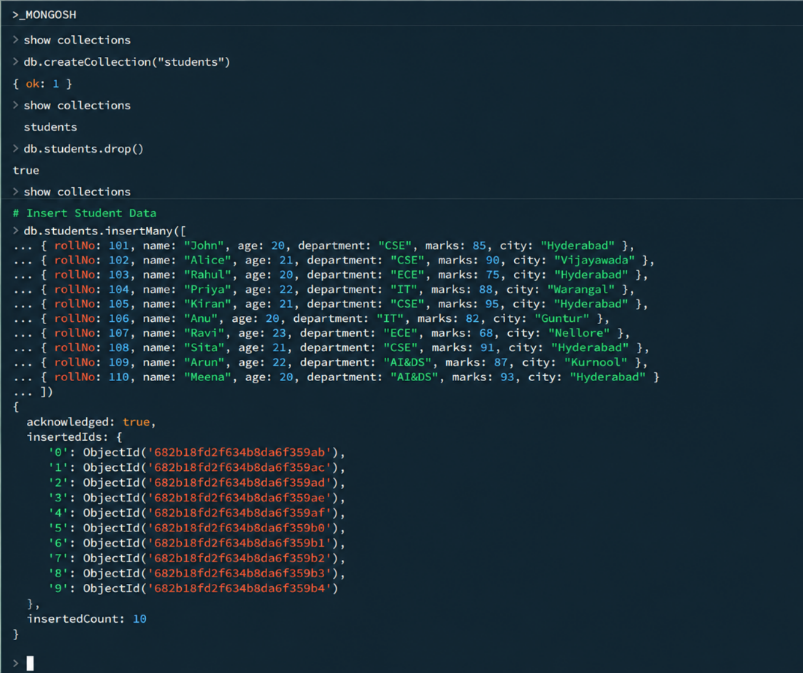 >_MONGOSH
> show collections
> db.createCollection("students")
{ ok: 1 }
> show collections
students
> db.students.drop()
true
> show collections
# Insert Student Data
> db.students.insertMany([
... { rollNo: 101, name: "John", age: 20, department: "CSE", marks: 85, city: "Hyderabad" },
... { rollNo: 102, name: "Alice", age: 21, department: "CSE", marks: 90, city: "Vijayawada" },
... { rollNo: 103, name: "Rahul", age: 20, department: "ECE", marks: 75, city: "Hyderabad" },
... { rollNo: 104, name: "Priya", age: 22, department: "IT", marks: 88, city: "Warangal" },
... { rollNo: 105, name: "Kiran", age: 21, department: "CSE", marks: 95, city: "Hyderabad" },
... { rollNo: 106, name: "Anu", age: 20, department: "IT", marks: 82, city: "Guntur" },
... { rollNo: 107, name: "Ravi", age: 23, department: "ECE", marks: 68, city: "Nellore" },
... { rollNo: 108, name: "Sita", age: 21, department: "CSE", marks: 91, city: "Hyderabad" },
... { rollNo: 109, name: "Arun", age: 22, department: "AI&DS", marks: 87, city: "Kurnool" },
... { rollNo: 110, name: "Meena", age: 20, department: "AI&DS", marks: 93, city: "Hyderabad" }
... ])
{
acknowledged: true,
insertedIds: {
'0': ObjectId('682b18fd2f634b8da6f359ab'),
'1': ObjectId('682b18fd2f634b8da6f359ac'),
'2': ObjectId('682b18fd2f634b8da6f359ad'),
'3': ObjectId('682b18fd2f634b8da6f359ae'),
'4': ObjectId('682b18fd2f634b8da6f359af'),
'5': ObjectId('682b18fd2f634b8da6f359b0'),
'6': ObjectId('682b18fd2f634b8da6f359b1'),
'7': ObjectId('682b18fd2f634b8da6f359b2'),
'8': ObjectId('682b18fd2f634b8da6f359b3'),
'9': ObjectId('682b18fd2f634b8da6f359b4')
},
insertedCount: 10
}
>